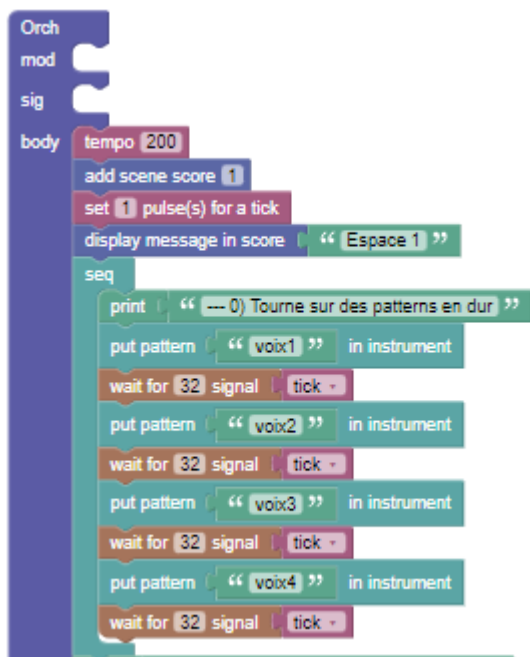 Orch
mod
sig
body tempo 200
add scene score 1
set 1 pulse(s) for a tick
display message in score “ Espace 1 ”
seq
print “ --- 0) Tourne sur des patterns en dur ”
put pattern “ voix1 ” in instrument
wait for 32 signal tick
put pattern “ voix2 ” in instrument
wait for 32 signal tick
put pattern “ voix3 ” in instrument
wait for 32 signal tick
put pattern “ voix4 ” in instrument
wait for 32 signal tick